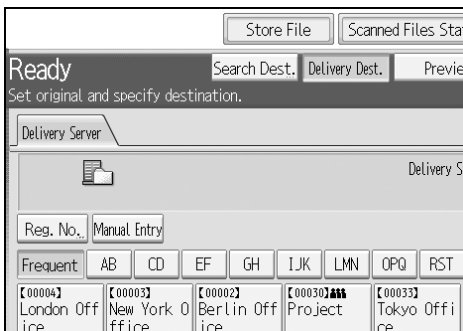 Store File Scanned Files Sta
Ready Search Dest. Delivery Dest. Previe
Set original and specify destination.
Delivery Server
Delivery S
Reg. No. Manual Entry
Frequent AB CD EF GH IJK LMN OPQ RST
【00004】 【00003】 【00002】 【00030】 【00033】
London Off New York O Berlin Off Project Tokyo Offi
ice ffice ice ce